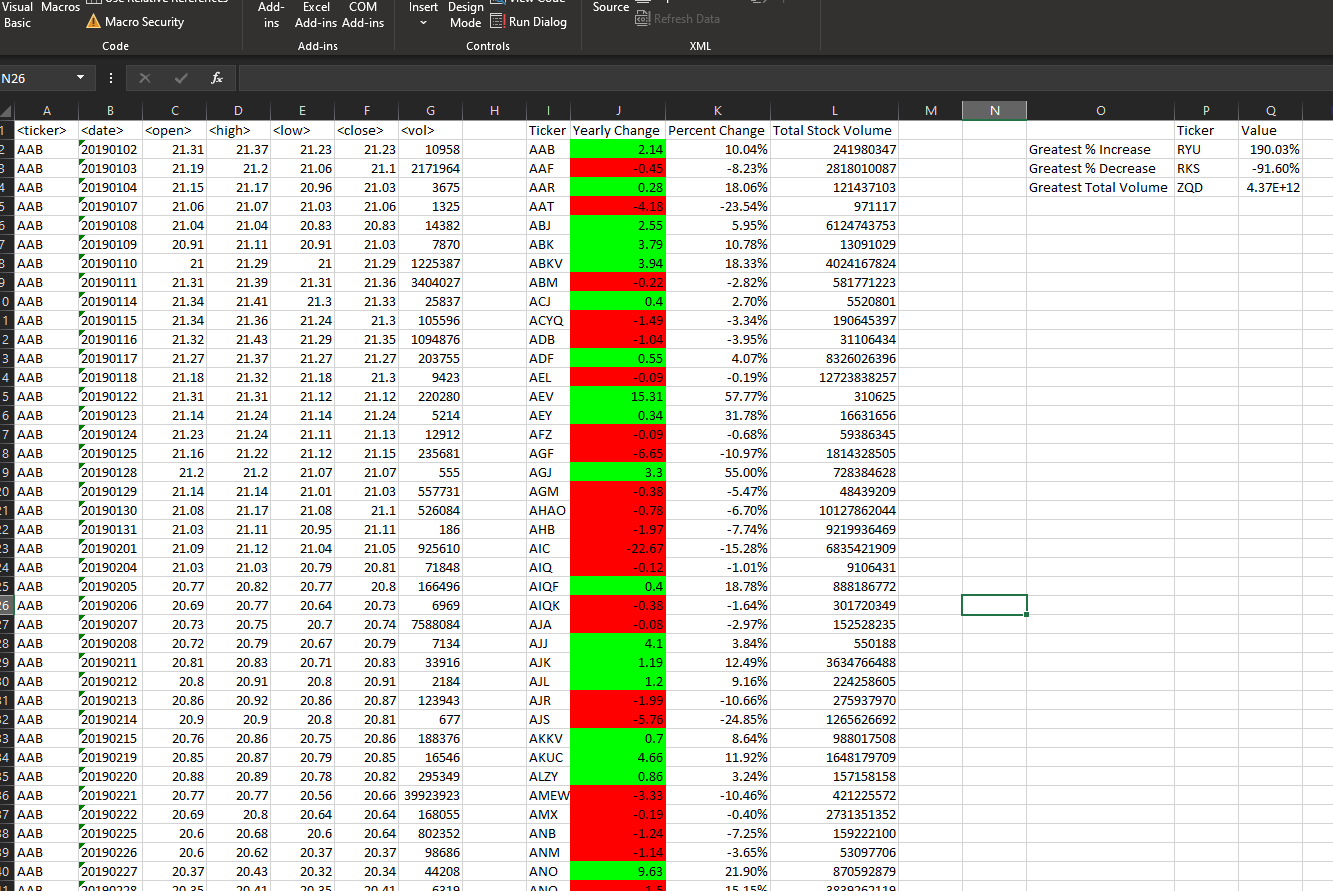 Visual Macros Add- Excel COM Insert Design View Code Source
Basic Macro Security ins Add-ins Add-ins Mode Run Dialog Refresh Data
Code Add-ins Controls XML
N26 fx
A B C D E F G H I J K L M N O P Q
1 <ticker> <date> <open> <high> <low> <close> <vol> Ticker Yearly Change Percent Change Total Stock Volume Ticker Value
2 AAB 20190102 21.31 21.37 21.23 21.23 10958 AAB 2.14 10.04% 241980347 Greatest % Increase RYU 190.03%
3 AAB 20190103 21.19 21.2 21.06 21.1 2171964 AAF -0.45 -8.23% 2818010087 Greatest % Decrease RKS -91.60%
4 AAB 20190104 21.15 21.17 20.96 21.03 3675 AAR 0.28 18.06% 121437103 Greatest Total Volume ZQD 4.37E+12
5 AAB 20190107 21.06 21.07 21.03 21.06 1325 AAT -4.18 -23.54% 971117
6 AAB 20190108 21.04 21.04 20.83 20.83 14382 ABJ 2.55 5.95% 6124743753
7 AAB 20190109 20.91 21.11 20.91 21.03 7870 ABK 3.79 10.78% 13091029
8 AAB 20190110 21 21.29 21 21.29 1225387 ABKV 3.94 18.33% 4024167824
9 AAB 20190111 21.31 21.39 21.31 21.36 3404027 ABM -0.22 -2.82% 581771223
0 AAB 20190114 21.34 21.41 21.3 21.33 25837 ACJ 0.4 2.70% 5520801
1 AAB 20190115 21.34 21.36 21.24 21.3 105596 ACYQ -1.49 -3.34% 190645397
2 AAB 20190116 21.32 21.43 21.29 21.35 1094876 ADB -1.04 -3.95% 31106434
3 AAB 20190117 21.27 21.37 21.27 21.27 203755 ADF 0.55 4.07% 8326026396
4 AAB 20190118 21.18 21.32 21.18 21.3 9423 AEL -0.09 -0.19% 12723838257
5 AAB 20190122 21.31 21.31 21.12 21.12 220280 AEV 15.31 57.77% 310625
6 AAB 20190123 21.14 21.24 21.14 21.24 5214 AEY 0.34 31.78% 16631656
7 AAB 20190124 21.23 21.24 21.11 21.13 12912 AFZ -0.09 -0.68% 59386345
8 AAB 20190125 21.16 21.22 21.12 21.15 235681 AGF -6.65 -10.97% 1814328505
9 AAB 20190128 21.2 21.2 21.07 21.07 555 AGJ 3.3 55.00% 728384628
20 AAB 20190129 21.14 21.14 21.01 21.03 557731 AGM -0.38 -5.47% 48439209
21 AAB 20190130 21.08 21.17 21.08 21.1 526084 AHAO -0.78 -6.70% 10127862044
22 AAB 20190131 21.03 21.11 20.95 21.11 186 AHB -1.97 -7.74% 9219936469
23 AAB 20190201 21.09 21.12 21.04 21.05 925610 AIC -22.67 -15.28% 6835421909
24 AAB 20190204 21.03 21.03 20.79 20.81 71848 AIQ -0.12 -1.01% 9106431
25 AAB 20190205 20.77 20.82 20.77 20.8 166496 AIQF 0.4 18.78% 888186772
26 AAB 20190206 20.69 20.77 20.64 20.73 6969 AIQK -0.38 -1.64% 301720349
27 AAB 20190207 20.73 20.75 20.7 20.74 7588084 AJA -0.08 -2.97% 152528235
28 AAB 20190208 20.72 20.79 20.67 20.79 7134 AJJ 4.1 3.84% 550188
29 AAB 20190211 20.81 20.83 20.71 20.83 33916 AJK 1.19 12.49% 3634766488
30 AAB 20190212 20.8 20.91 20.8 20.91 2184 AJL 1.2 9.16% 224258605
31 AAB 20190213 20.86 20.92 20.86 20.87 123943 AJR -1.99 -10.66% 275937970
32 AAB 20190214 20.9 20.9 20.8 20.81 677 AJS -5.76 -24.85% 1265626692
33 AAB 20190215 20.76 20.86 20.75 20.86 188376 AKKV 0.7 8.64% 988017508
34 AAB 20190219 20.85 20.87 20.79 20.85 16546 AKUC 4.66 11.92% 1648179709
35 AAB 20190220 20.88 20.89 20.78 20.82 295349 ALZY 0.86 3.24% 157158158
36 AAB 20190221 20.77 20.77 20.56 20.66 39923923 AMEW -3.33 -10.46% 421225572
37 AAB 20190222 20.69 20.8 20.64 20.64 168055 AMX -0.19 -0.40% 2731351352
38 AAB 20190225 20.6 20.68 20.6 20.64 802352 ANB -1.24 -7.25% 159222100
39 AAB 20190226 20.6 20.62 20.37 20.37 98686 ANM -1.14 -3.65% 53097706
40 AAB 20190227 20.37 20.43 20.32 20.34 44208 ANO 9.63 21.90% 870592879